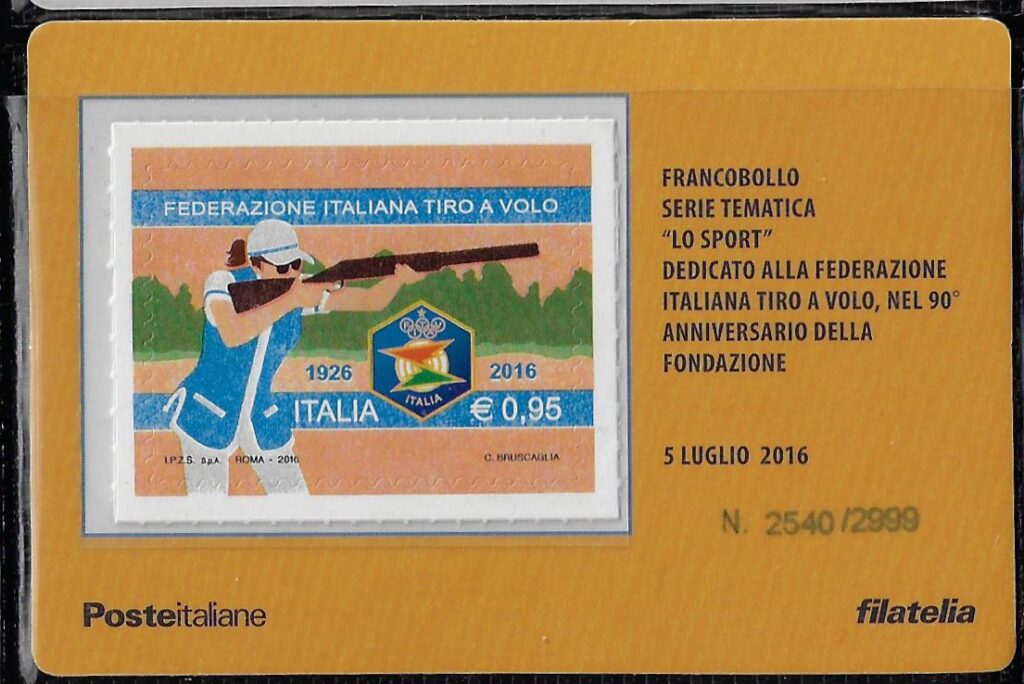 FEDERAZIONE ITALIANA TIRO A VOLO
FITAV
ITALIA
1926
2016
ITALIA
€ 0,95
I.P.Z.S. S.p.A. - ROMA - 2016
C. BRUSCAGLIA
FRANCOBOLLO
SERIE TEMATICA
“LO SPORT”
DEDICATO ALLA FEDERAZIONE
ITALIANA TIRO A VOLO, NEL 90°
ANNIVERSARIO DELLA
FONDAZIONE
5 LUGLIO 2016
N. 2540/2999
Posteitaliane
filatelia